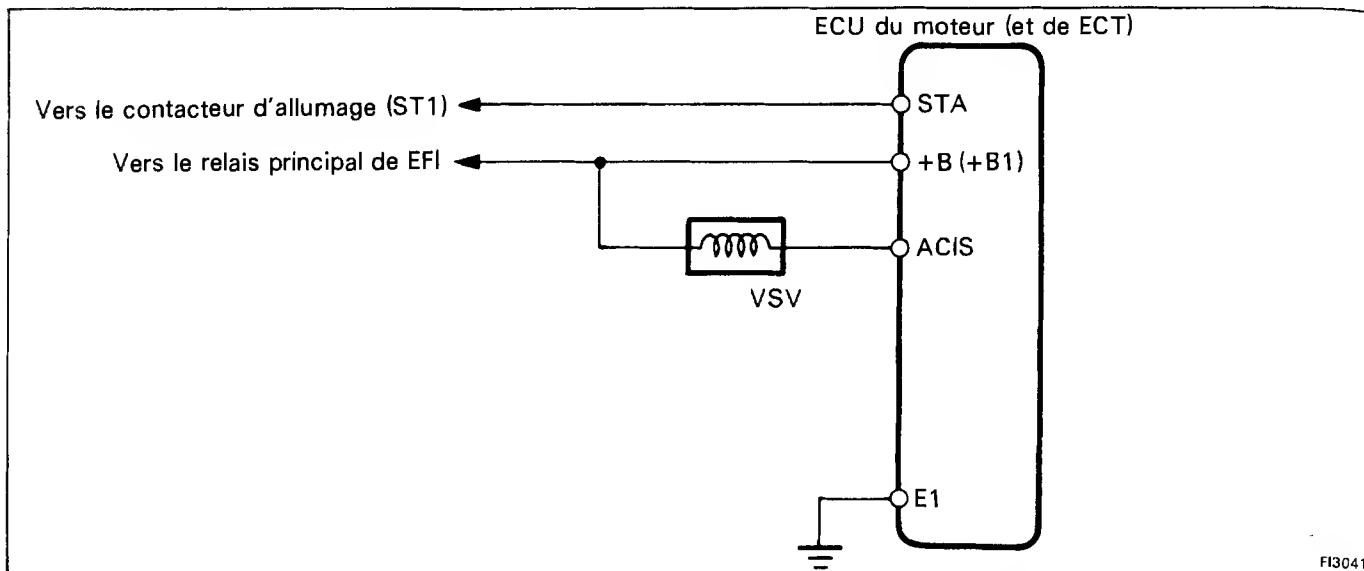 ECU du moteur (et de ECT)
Vers le contacteur d'allumage (ST1)
STA
Vers le relais principal de EFI
+B (+B1)
ACIS
VSV
E1
FI3041